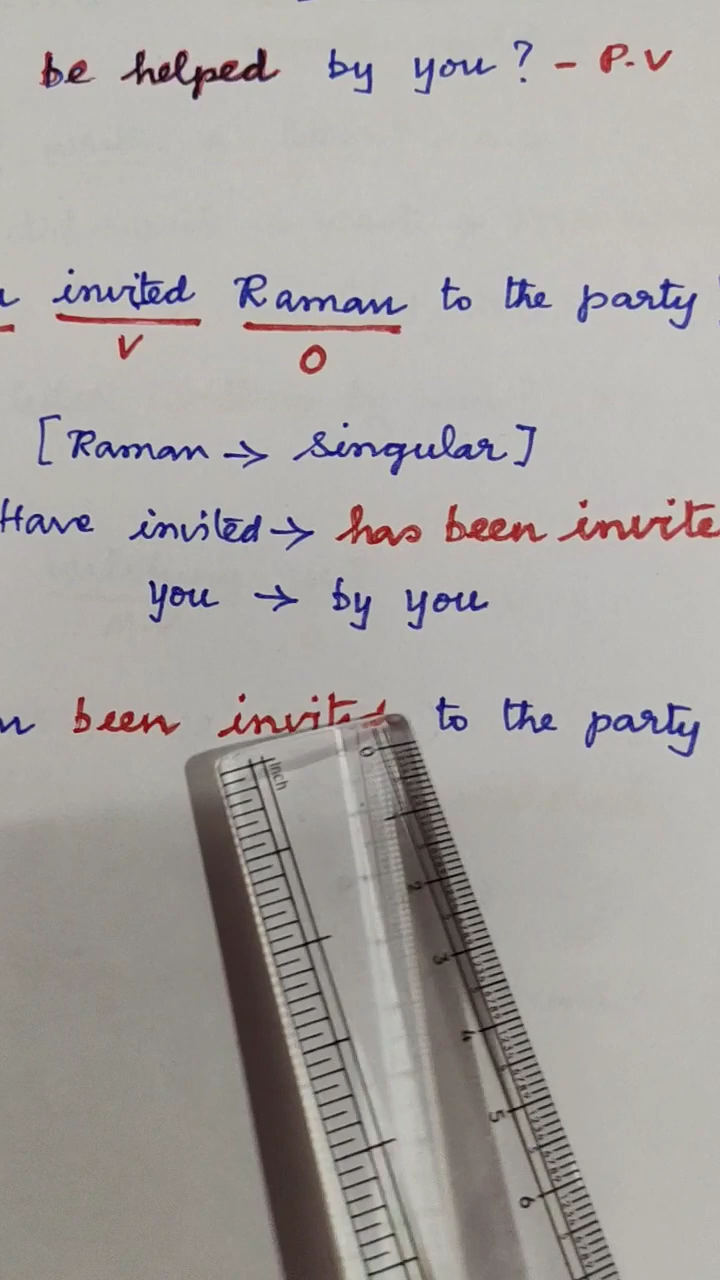 be helped by you? - P.V
invited Raman to the party
V O
[Raman → singular]
Have invited → has been invite
you → by you
been invited to the party
inch
0
2
3
4
5
6